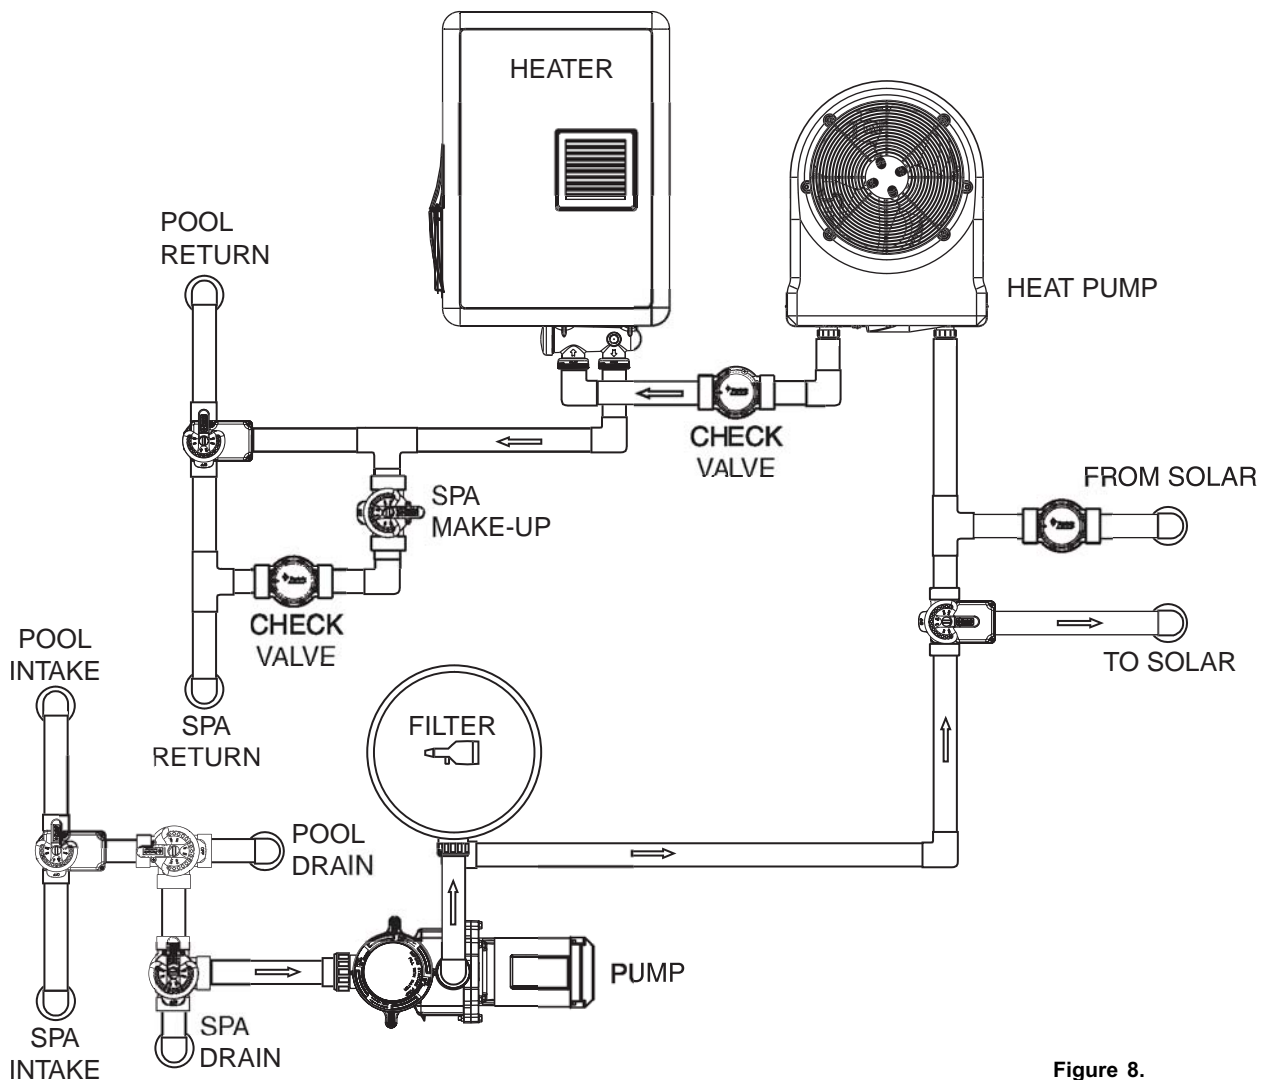 HEATER
POOL
RETURN
HEAT PUMP
CHECK
VALVE
FROM SOLAR
SPA
MAKE-UP
CHECK
VALVE
POOL
INTAKE
TO SOLAR
SPA
RETURN
FILTER
POOL
DRAIN
PUMP
SPA
DRAIN
SPA
INTAKE
Figure 8.